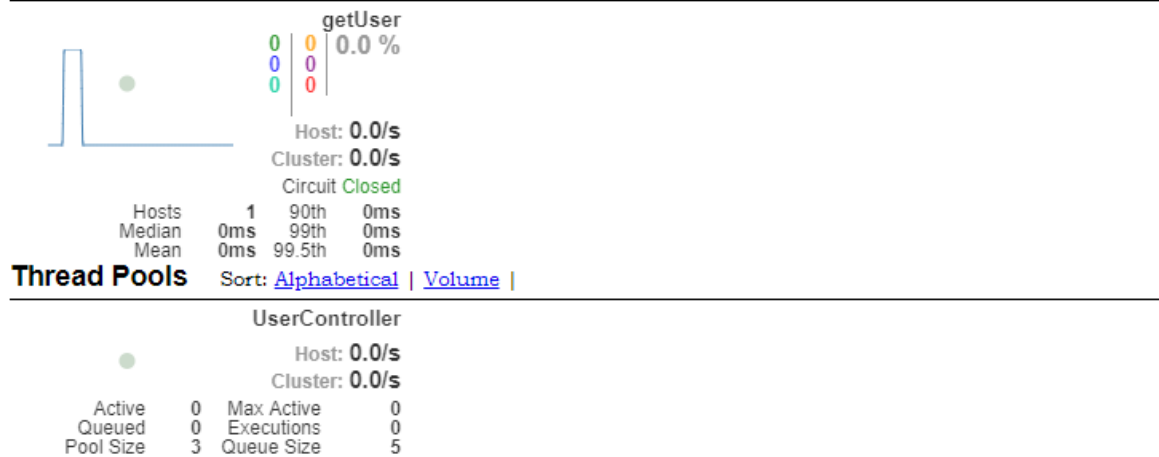 getUser
0 0 0.0 %
0 0
0 0
Host: 0.0/s
Cluster: 0.0/s
Circuit Closed
Hosts 1 90th 0ms
Median 0ms 99th 0ms
Mean 0ms 99.5th 0ms
Thread Pools Sort: Alphabetical | Volume |
UserController
Host: 0.0/s
Cluster: 0.0/s
Active 0 Max Active 0
Queued 0 Executions 0
Pool Size 3 Queue Size 5